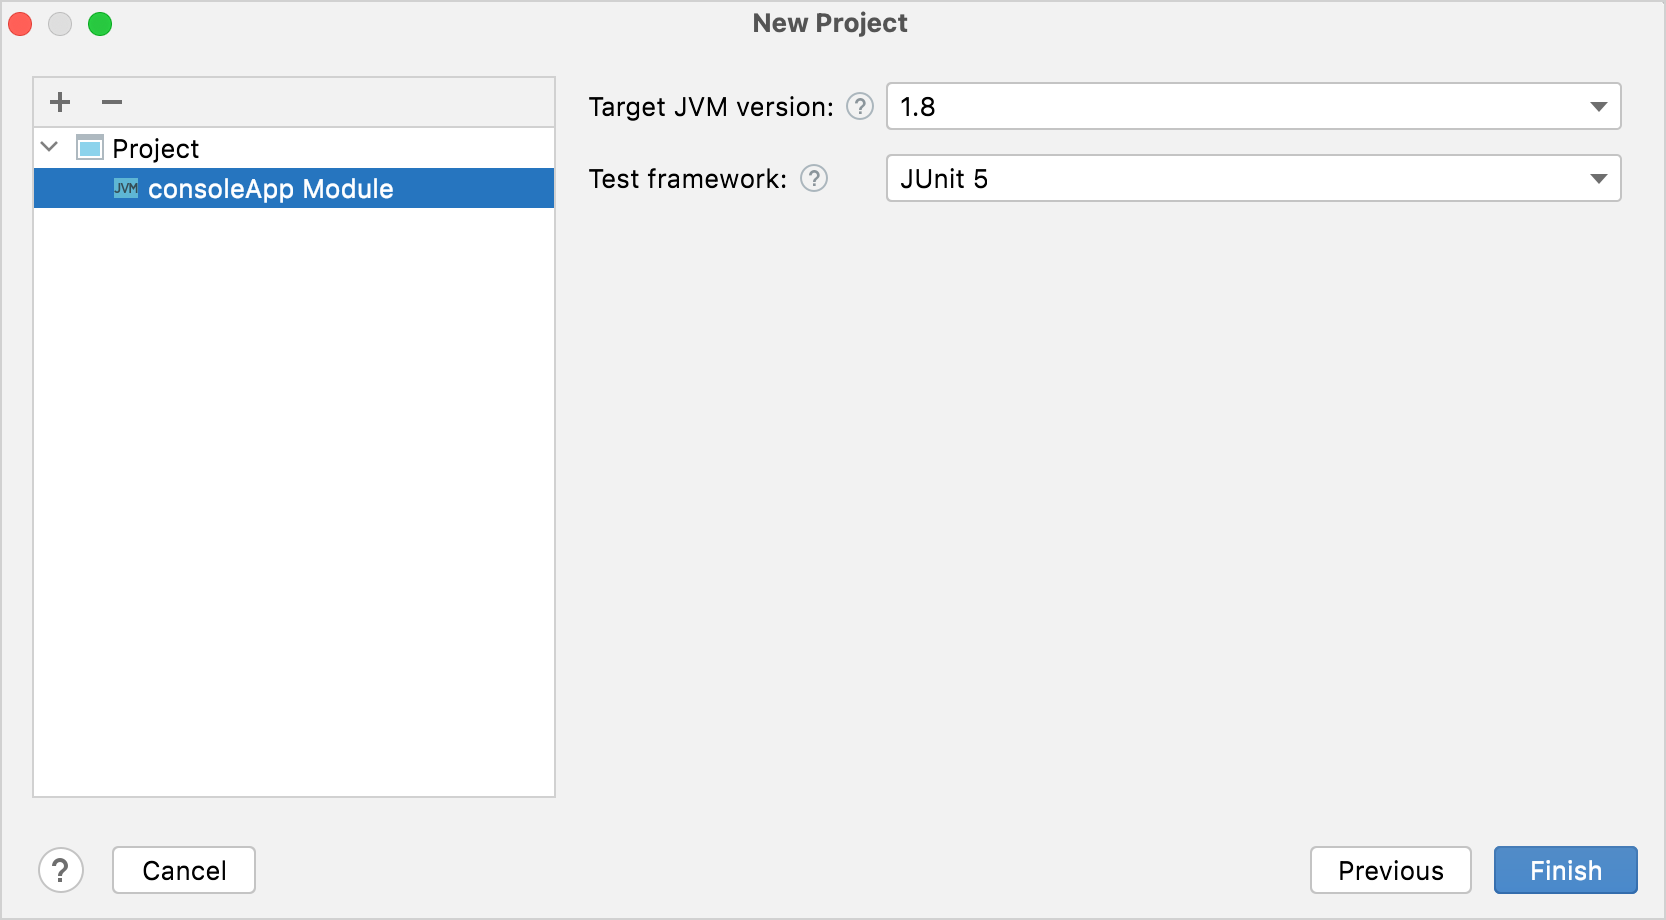 New Project
Target JVM version: ? 1.8
Project
JVM consoleApp Module
Test framework: ? JUnit 5
? Cancel Previous Finish